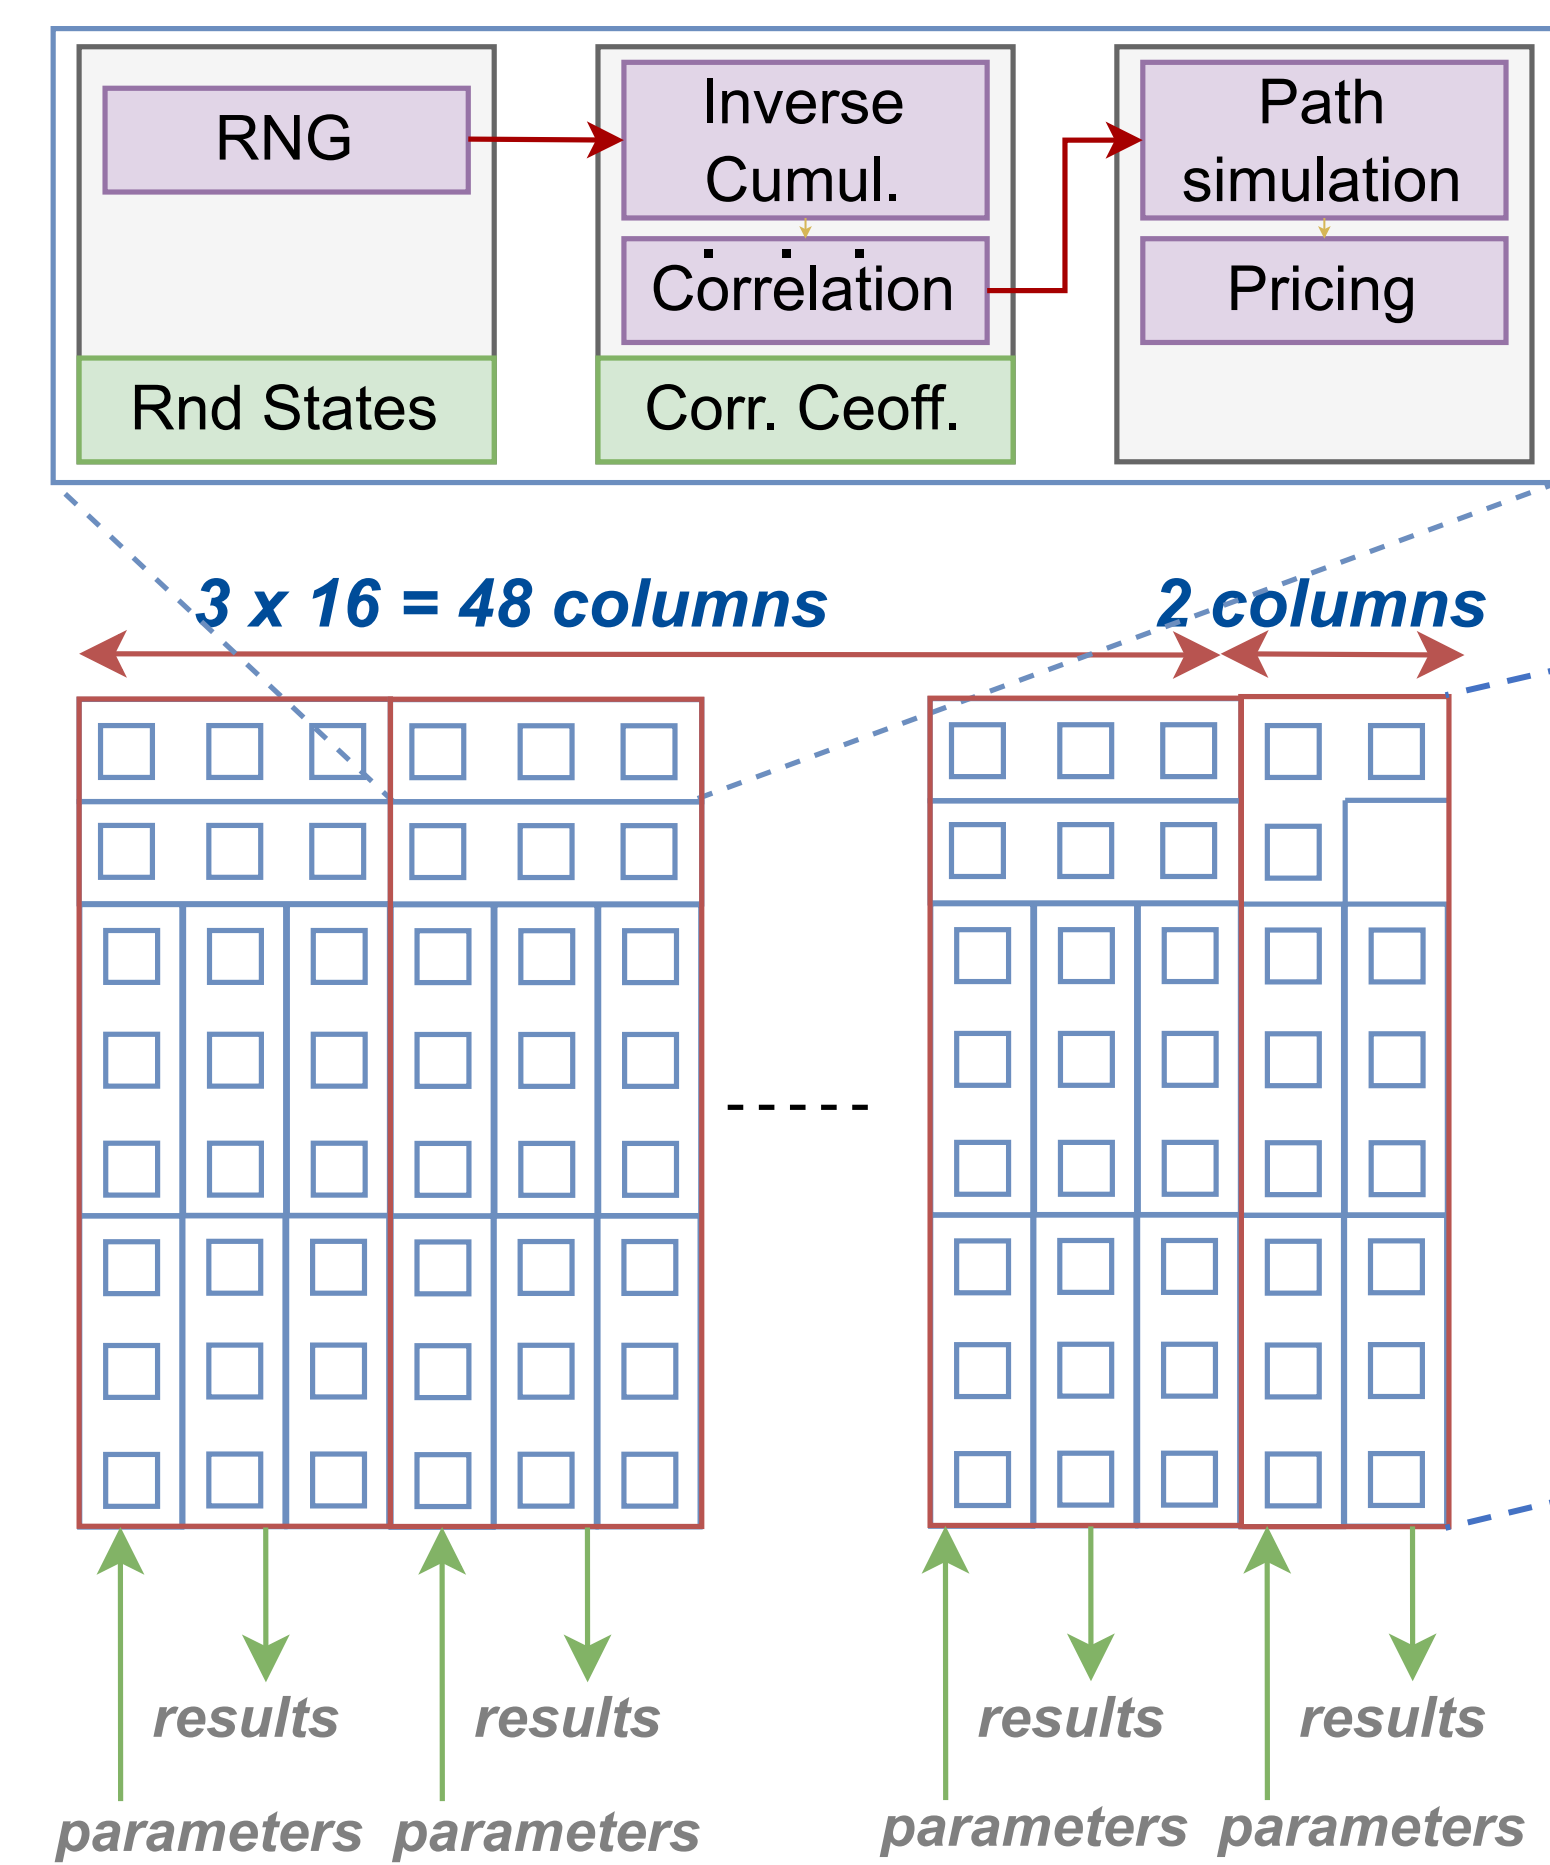 RNG
Inverse
Cumul.
Path
simulation
. . .
Correlation
Pricing
Rnd States
Corr. Ceoff.
3 x 16 = 48 columns
2 columns
-----
results
results
results
results
parameters
parameters
parameters
parameters